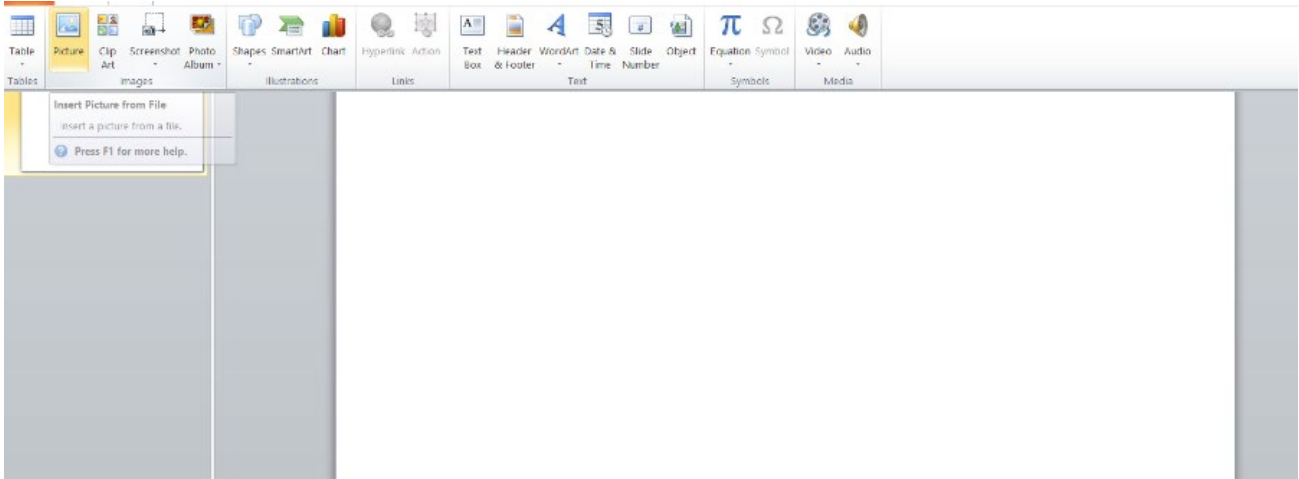 Table Picture Clip Screenshot Photo Shapes SmartArt Chart Hyperlink Action Text Header WordArt Date & Slide Object Equation Symbol Video Audio
Art Album Box & Footer Time Number
Tables Images Illustrations Links Text Symbols Media
Insert Picture from File
Insert a picture from a file.
Press F1 for more help.